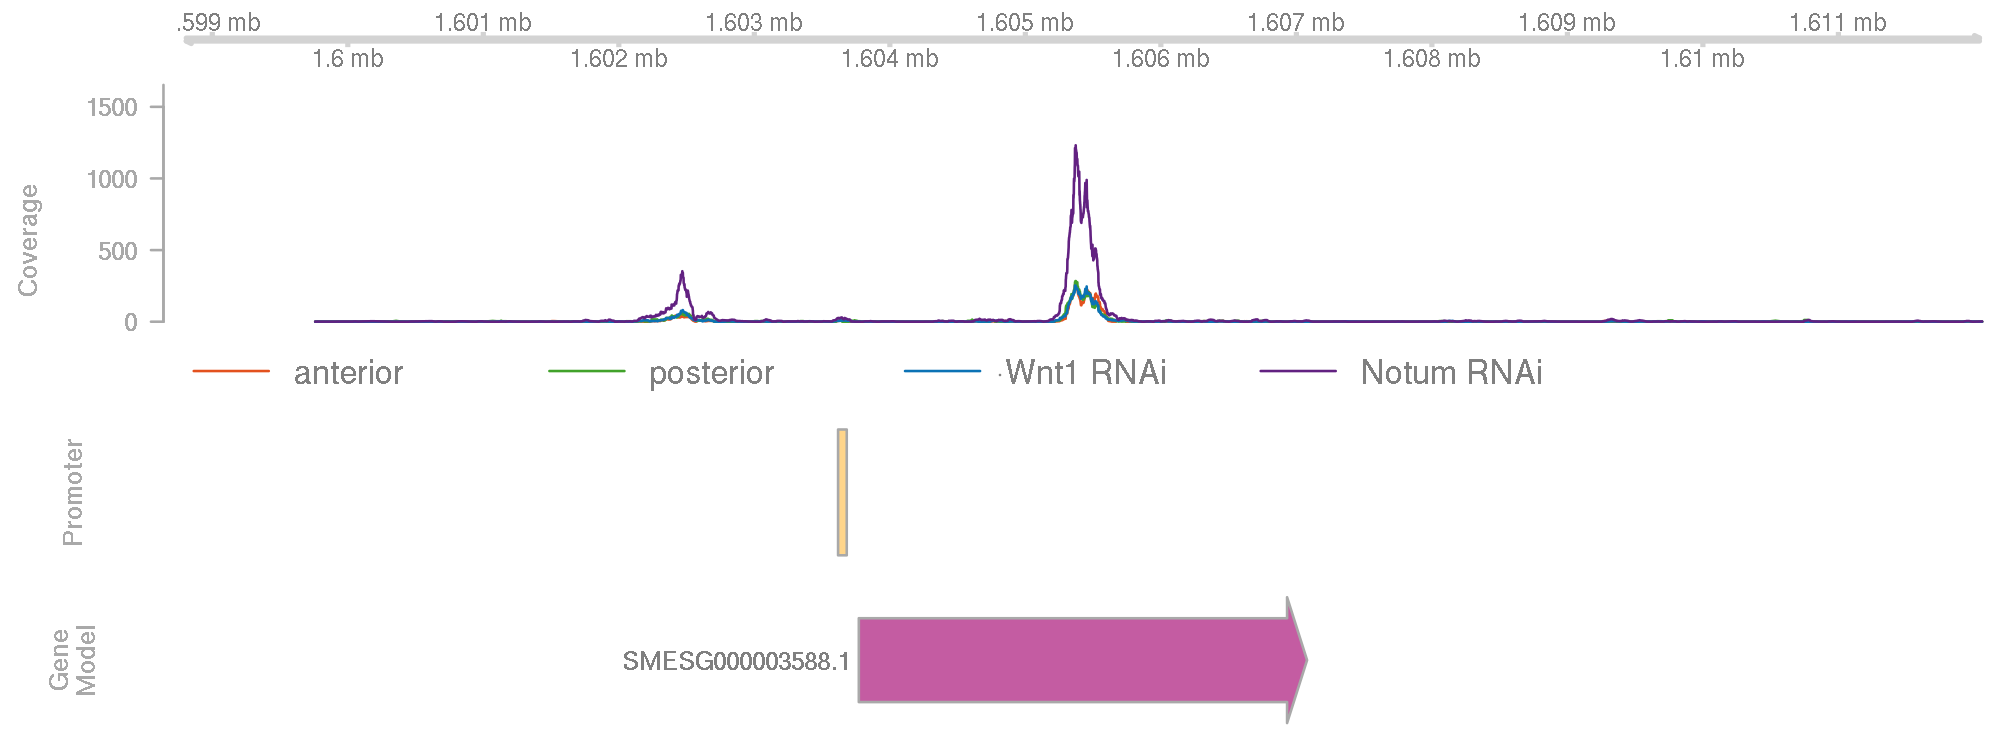 .599 mb 1.601 mb 1.603 mb 1.605 mb 1.607 mb 1.609 mb 1.611 mb
1.6 mb 1.602 mb 1.604 mb 1.606 mb 1.608 mb 1.61 mb
1500
1000
500
0
Coverage
anterior posterior Wnt1 RNAi Notum RNAi
Promoter
Gene
Model
SMESG000003588.1